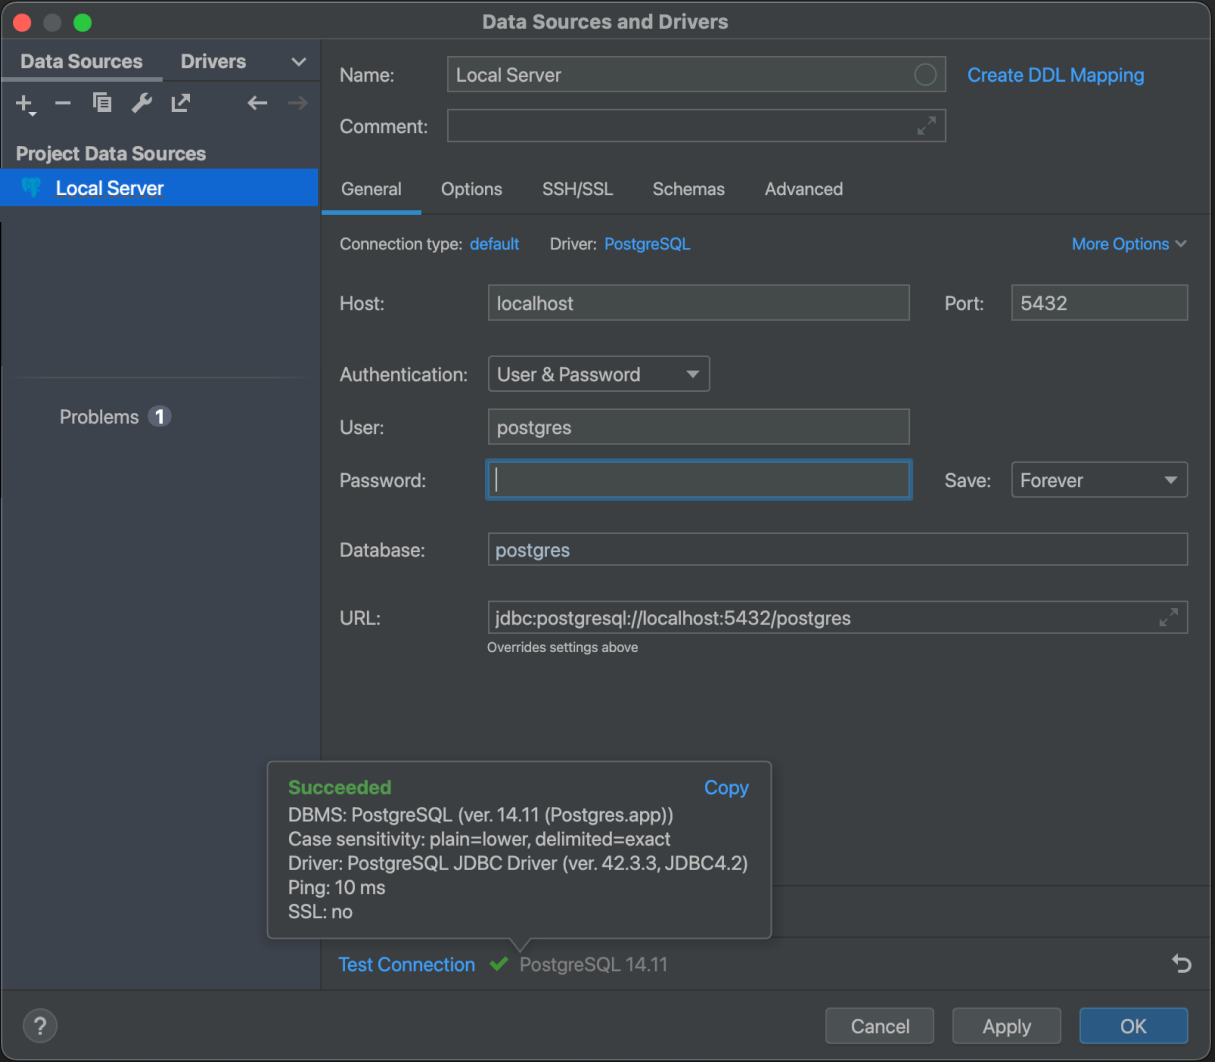 Data Sources and Drivers
Data Sources Drivers
Project Data Sources
Local Server
Problems 1
Name: Local Server Create DDL Mapping
Comment:
General Options SSH/SSL Schemas Advanced
Connection type: default Driver: PostgreSQL More Options
Host: localhost Port: 5432
Authentication: User & Password
User: postgres
Password: Save: Forever
Database: postgres
URL: jdbc:postgresql://localhost:5432/postgres
Overrides settings above
Succeeded Copy
DBMS: PostgreSQL (ver. 14.11 (Postgres.app))
Case sensitivity: plain=lower, delimited=exact
Driver: PostgreSQL JDBC Driver (ver. 42.3.3, JDBC4.2)
Ping: 10 ms
SSL: no
Test Connection PostgreSQL 14.11
? Cancel Apply OK